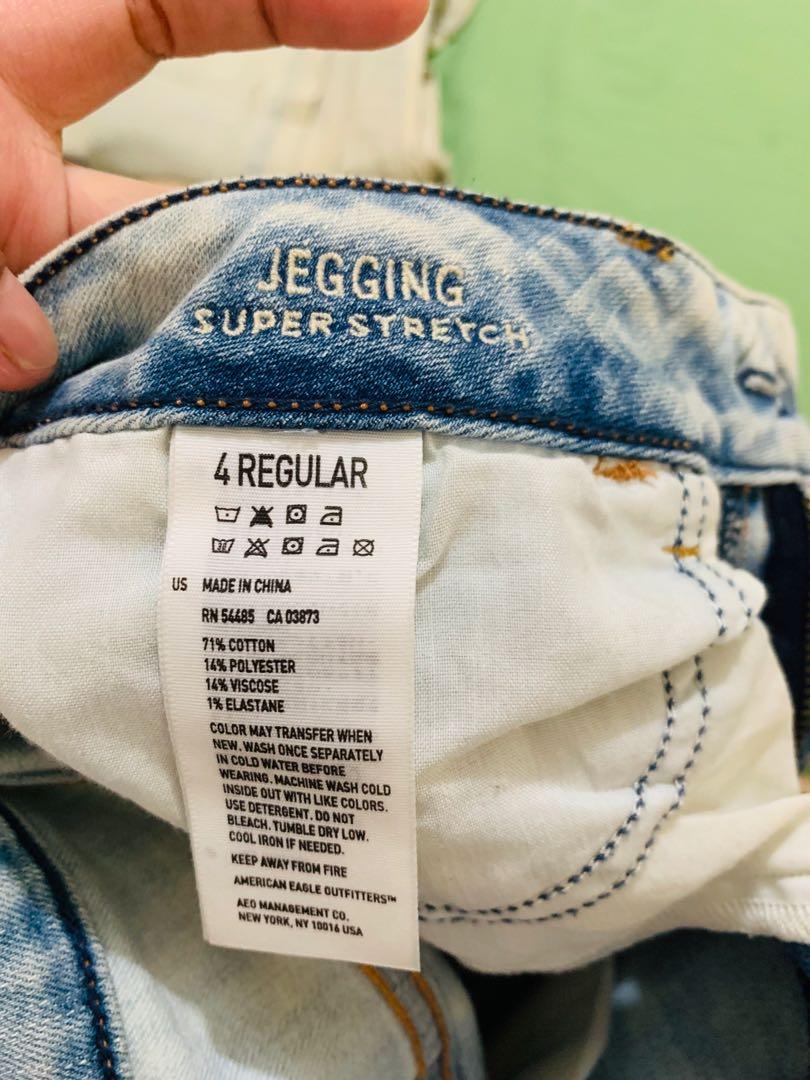 JEGGING
SUPER STRETCH
4 REGULAR
US MADE IN CHINA
RN 54485 CA 03873
71% COTTON
14% POLYESTER
14% VISCOSE
1% ELASTANE
COLOR MAY TRANSFER WHEN
NEW. WASH ONCE SEPARATELY
IN COLD WATER BEFORE
WEARING. MACHINE WASH COLD
INSIDE OUT WITH LIKE COLORS.
USE DETERGENT. DO NOT
BLEACH. TUMBLE DRY LOW.
COOL IRON IF NEEDED.
KEEP AWAY FROM FIRE
AMERICAN EAGLE OUTFITTERS™
AEO MANAGEMENT CO.
NEW YORK, NY 10016 USA